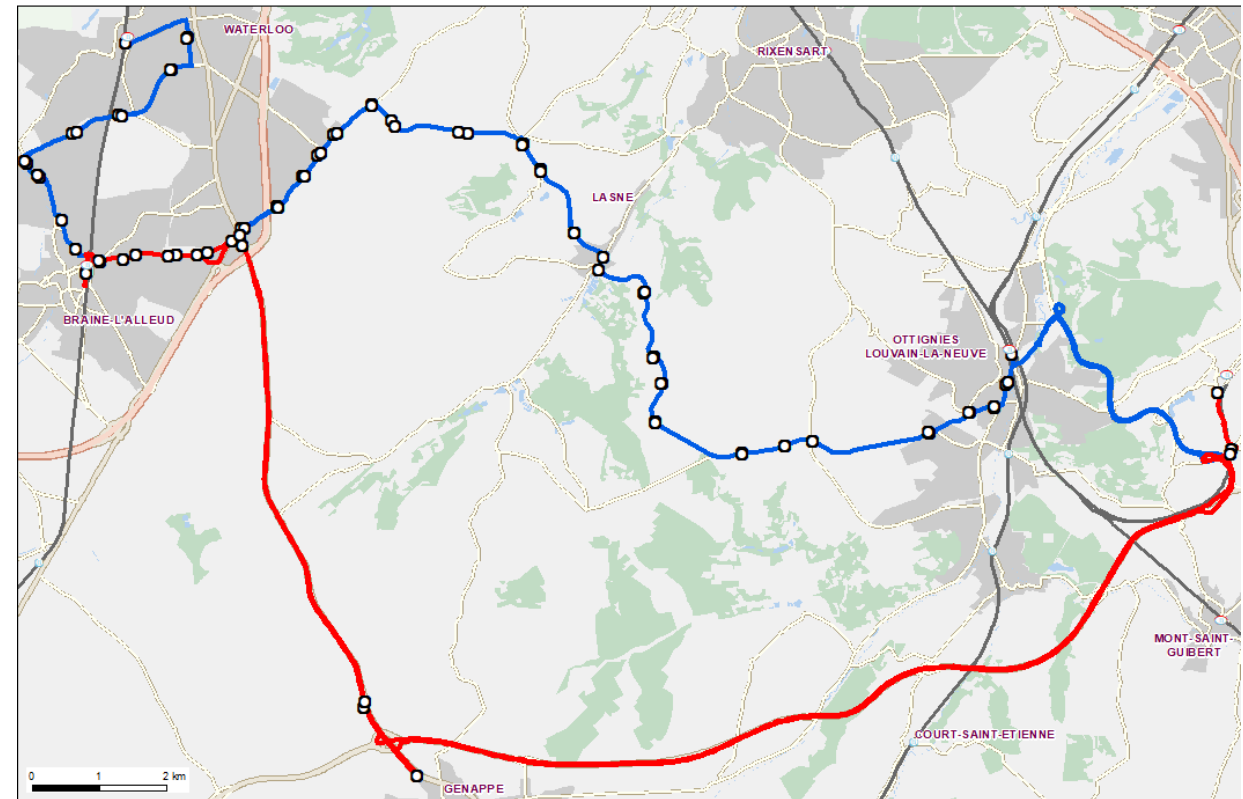 WATERLOO
RIXENSART
LASNE
BRAINE-L'ALLEUD
OTTIGNIES
LOUVAIN-LA-NEUVE
MONT-SAINT-
GUIBERT
COURT-SAINT-ETIENNE
GENAPPE
0 1 2 km